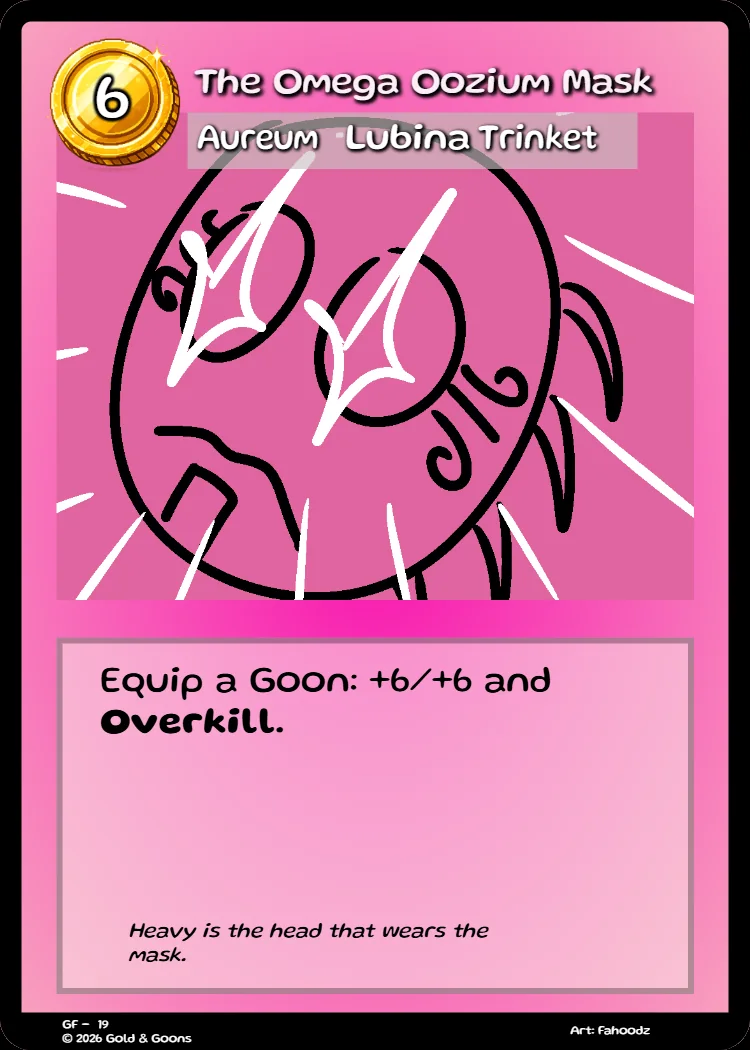 6
The Omega Oozium Mask
Aureum - Lubina Trinket
Equip a Goon: +6/+6 and
Overkill.
Heavy is the head that wears the
mask.
GF - 19
© 2026 Gold & Goons
Art: Fahoodz